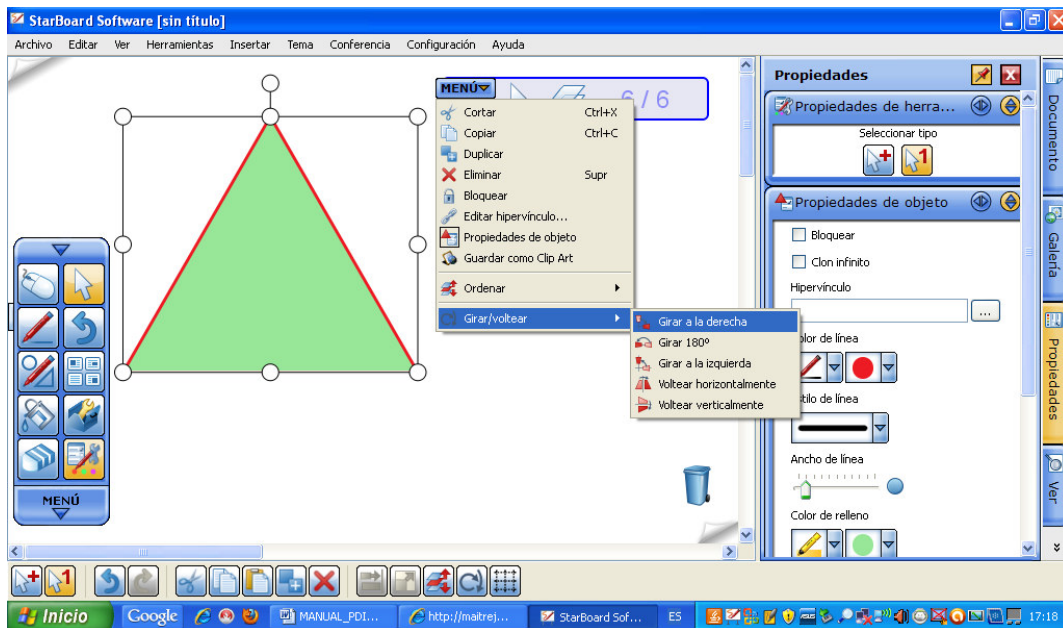 StarBoard Software [sin título]
Archivo Editar Ver Herramientas Insertar Tema Conferencia Configuración Ayuda
MENÚ
6 / 6
Cortar Ctrl+X
Copiar Ctrl+C
Duplicar
Eliminar Supr
Bloquear
Editar hipervínculo...
Propiedades de objeto
Guardar como Clip Art
Ordenar
Girar/voltear
Girar a la derecha
Girar 180º
Girar a la izquierda
Voltear horizontalmente
Voltear verticalmente
MENÚ
Propiedades
Propiedades de herra...
Seleccionar tipo
1
Propiedades de objeto
Bloquear
Clon infinito
Hipervínculo
...
olor de línea
stilo de línea
Ancho de línea
Color de relleno
Documento
Galería
Propiedades
Ver
1
Inicio
Google
MANUAL_PDI...
http://maitrej...
StarBoard Sof...
ES
17:18